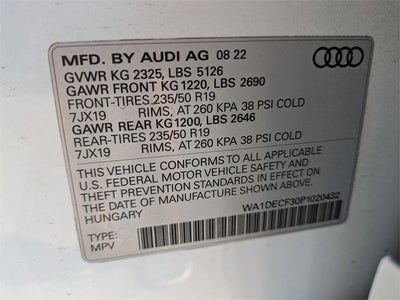 MFD. BY AUDI AG 08 22
GVWR KG 2325, LBS 5126
GAWR FRONT KG 1220, LBS 2690
FRONT-TIRES 235/50 R19
7JX19 RIMS, AT 260 KPA 38 PSI COLD
GAWR REAR KG 1200, LBS 2646
REAR-TIRES 235/50 R19
7JX19 RIMS, AT 260 KPA 38 PSI COLD
THIS VEHICLE CONFORMS TO ALL APPLICABLE
U.S. FEDERAL MOTOR VEHICLE SAFETY AND
THEFT PREVENTION STANDARDS IN EFFECT ON
THE DATE OF MANUFACTURE SHOWN ABOVE
HUNGARY
WA1DECF30P1020432
TYPE:
MPV